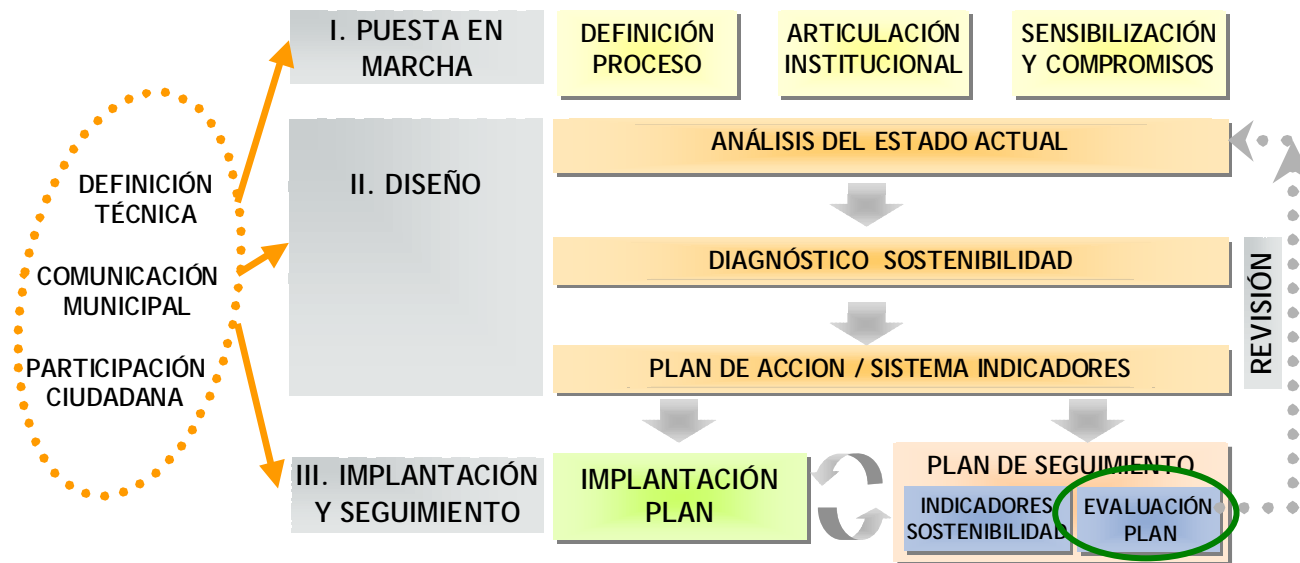 I. PUESTA EN
MARCHA
DEFINICIÓN
PROCESO
ARTICULACIÓN
INSTITUCIONAL
SENSIBILIZACIÓN
Y COMPROMISOS
DEFINICIÓN
TÉCNICA
COMUNICACIÓN
MUNICIPAL
PARTICIPACIÓN
CIUDADANA
II. DISEÑO
ANÁLISIS DEL ESTADO ACTUAL
DIAGNÓSTICO SOSTENIBILIDAD
PLAN DE ACCION / SISTEMA INDICADORES
REVISIÓN
III. IMPLANTACIÓN
Y SEGUIMIENTO
IMPLANTACIÓN
PLAN
PLAN DE SEGUIMIENTO
INDICADORES
SOSTENIBILIDAD
EVALUACIÓN
PLAN